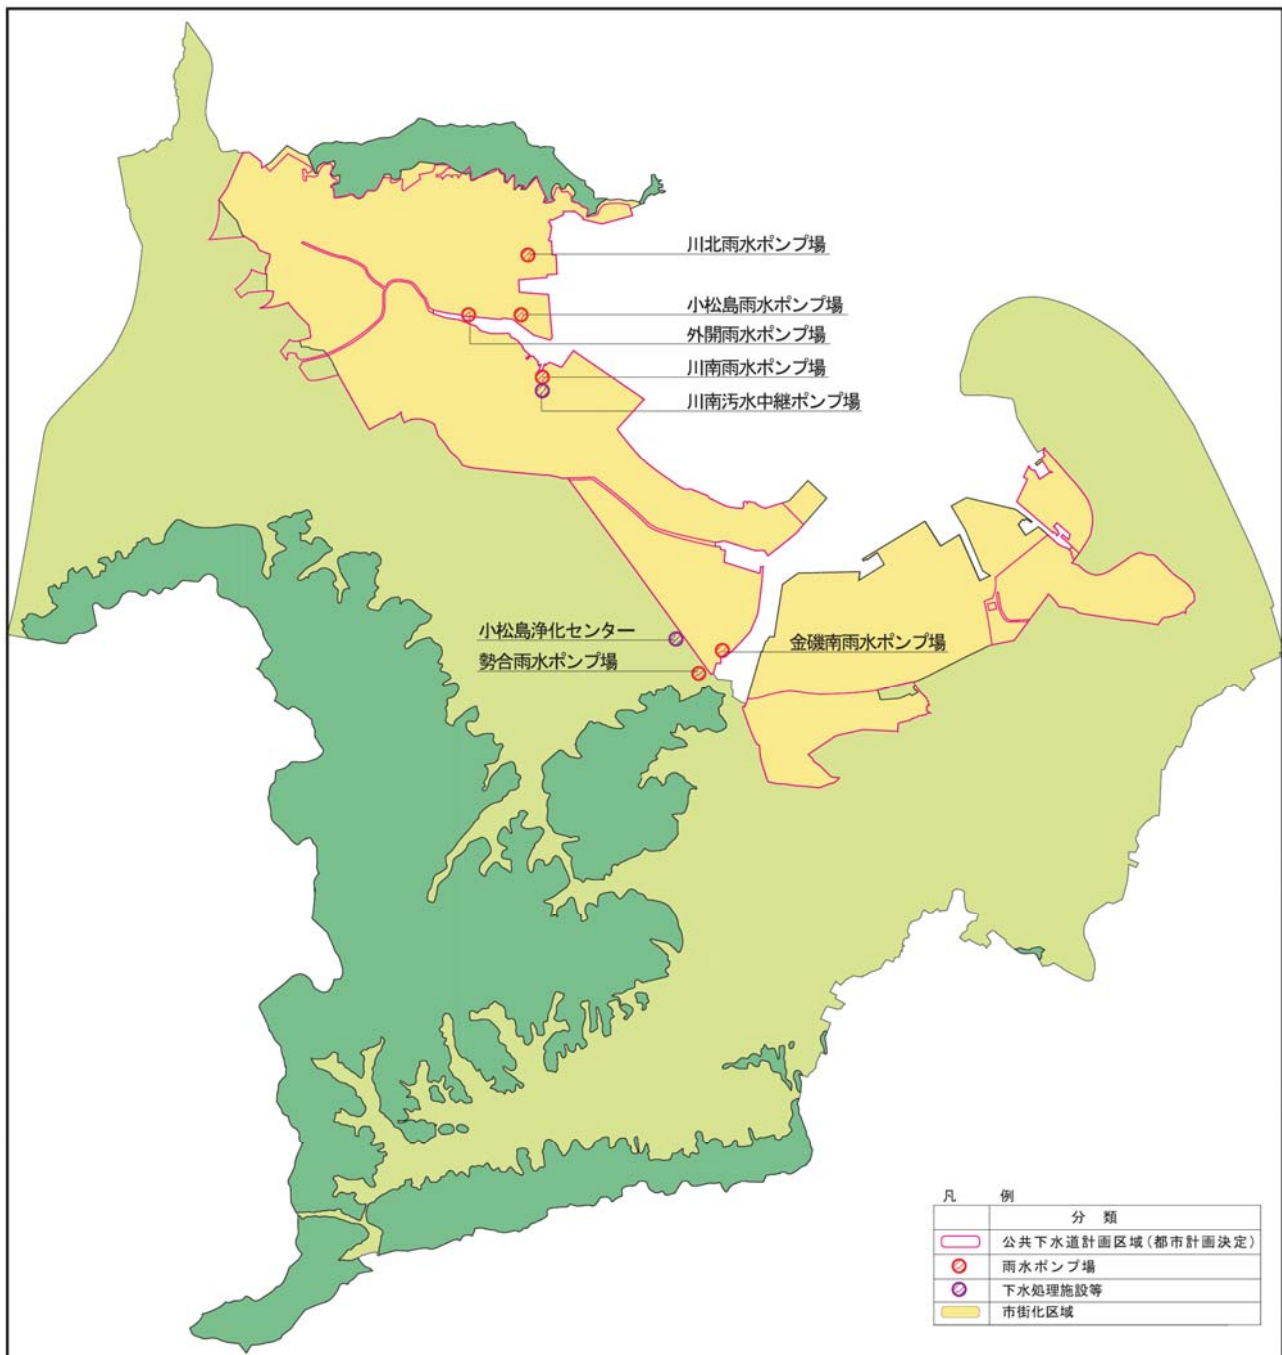 川北雨水ポンプ場
小松島雨水ポンプ場
外開雨水ポンプ場
川南雨水ポンプ場
川南汚水中継ポンプ場
小松島浄化センター
金磯南雨水ポンプ場
勢合雨水ポンプ場
凡 例
分 類
公共下水道計画区域(都市計画決定)
雨水ポンプ場
下水処理施設等
市街化区域